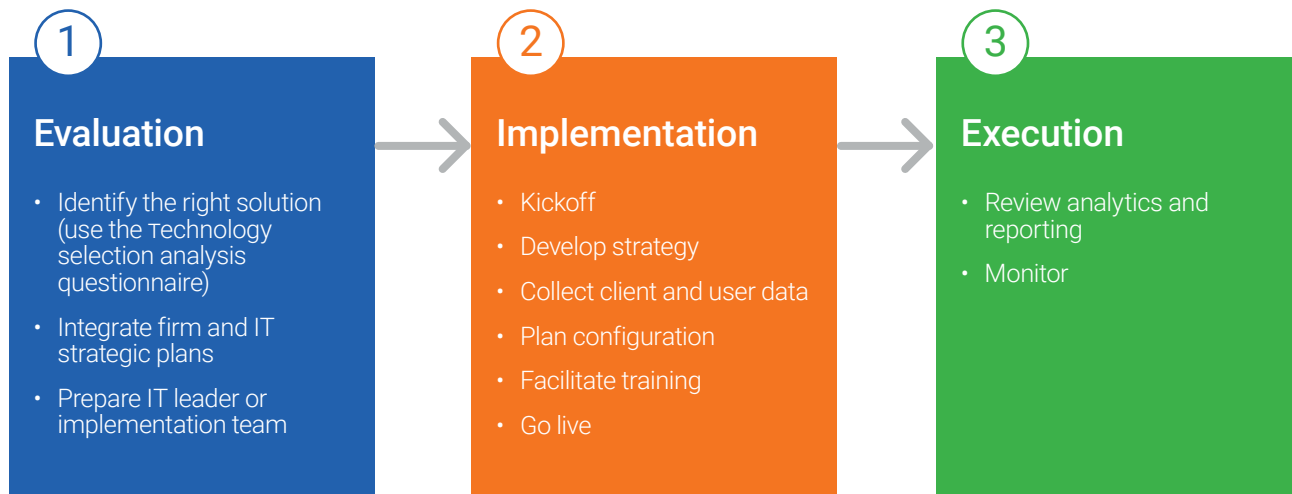 1
Evaluation
• Identify the right solution
(use the Technology
selection analysis
questionnaire)
• Integrate firm and IT
strategic plans
• Prepare IT leader or
implementation team
2
Implementation
• Kickoff
• Develop strategy
• Collect client and user data
• Plan configuration
• Facilitate training
• Go live
3
Execution
• Review analytics and
reporting
• Monitor